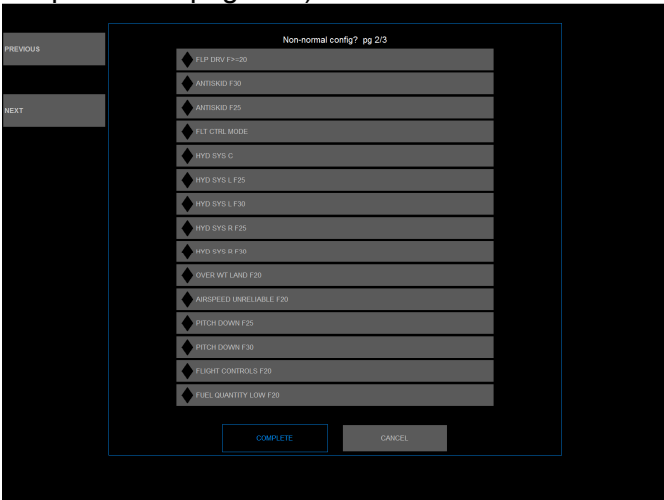 Non-normal config? pg 2/3
PREVIOUS
NEXT
FLP DRV F>=20
ANTISKID F30
ANTISKID F25
FLT CTRL MODE
HYD SYS C
HYD SYS L F25
HYD SYS L F30
HYD SYS R F25
HYD SYS R F30
OVER WT LAND F20
AIRSPEED UNRELIABLE F20
PITCH DOWN F25
PITCH DOWN F30
FLIGHT CONTROLS F20
FUEL QUANTITY LOW F20
COMPLETE
CANCEL